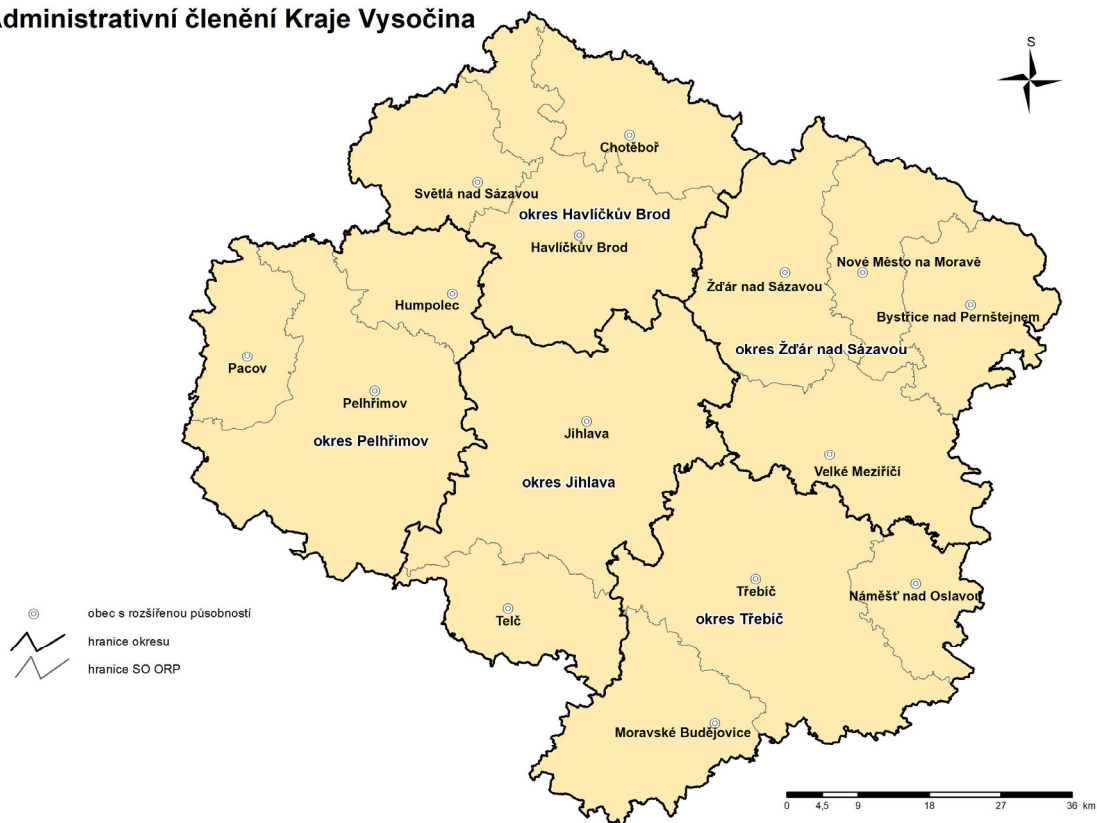 Administrativní členění Kraje Vysočina
S
Chotěboř
Světlá nad Sázavou
okres Havlíčkův Brod
Havlíčkův Brod
Nové Město na Moravě
Žďár nad Sázavou
Humpolec
Bystřice nad Pernštejnem
okres Žďár nad Sázavou
Pacov
Pelhřimov
okres Pelhřimov
Jihlava
Velké Meziříčí
okres Jihlava
Třebíč
Náměšť nad Oslavou
okres Třebíč
Telč
Moravské Budějovice
obec s rozšířenou působností
hranice okresu
hranice SO ORP
0 4,5 9 18 27 36 km